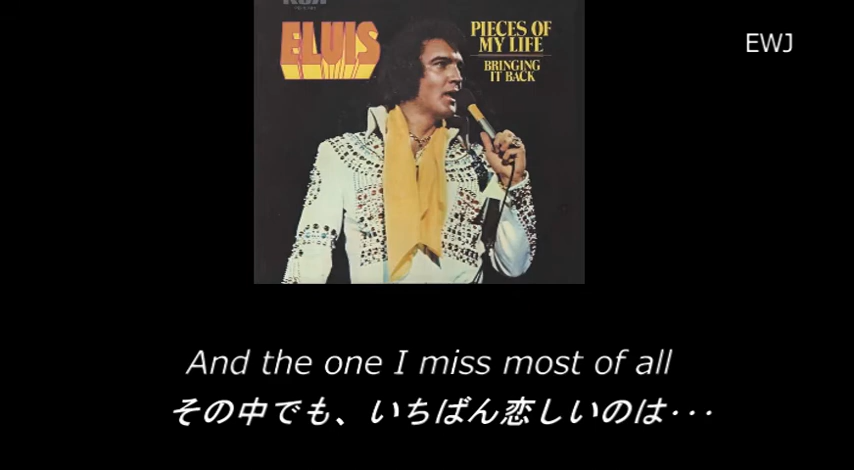 ELVIS
PIECES OF
MY LIFE
BRINGING
IT BACK
EWJ
And the one I miss most of all
その中でも、いちばん恋しいのは･･･